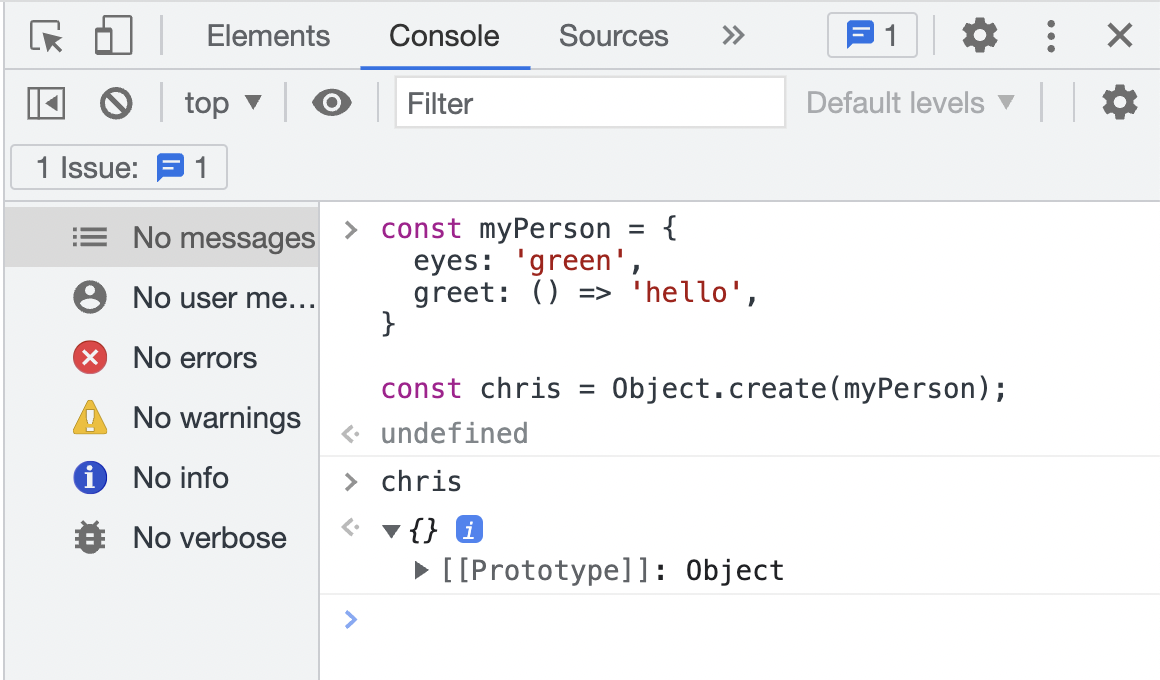 Elements Console Sources » 1
top ▼ Filter Default levels ▼
1 Issue: 1
No messages
No user me…
No errors
No warnings
No info
No verbose
> const myPerson = {
  eyes: 'green',
  greet: () => 'hello',
}
const chris = Object.create(myPerson);
undefined
> chris
▼ {} i
▶ [[Prototype]]: Object
>